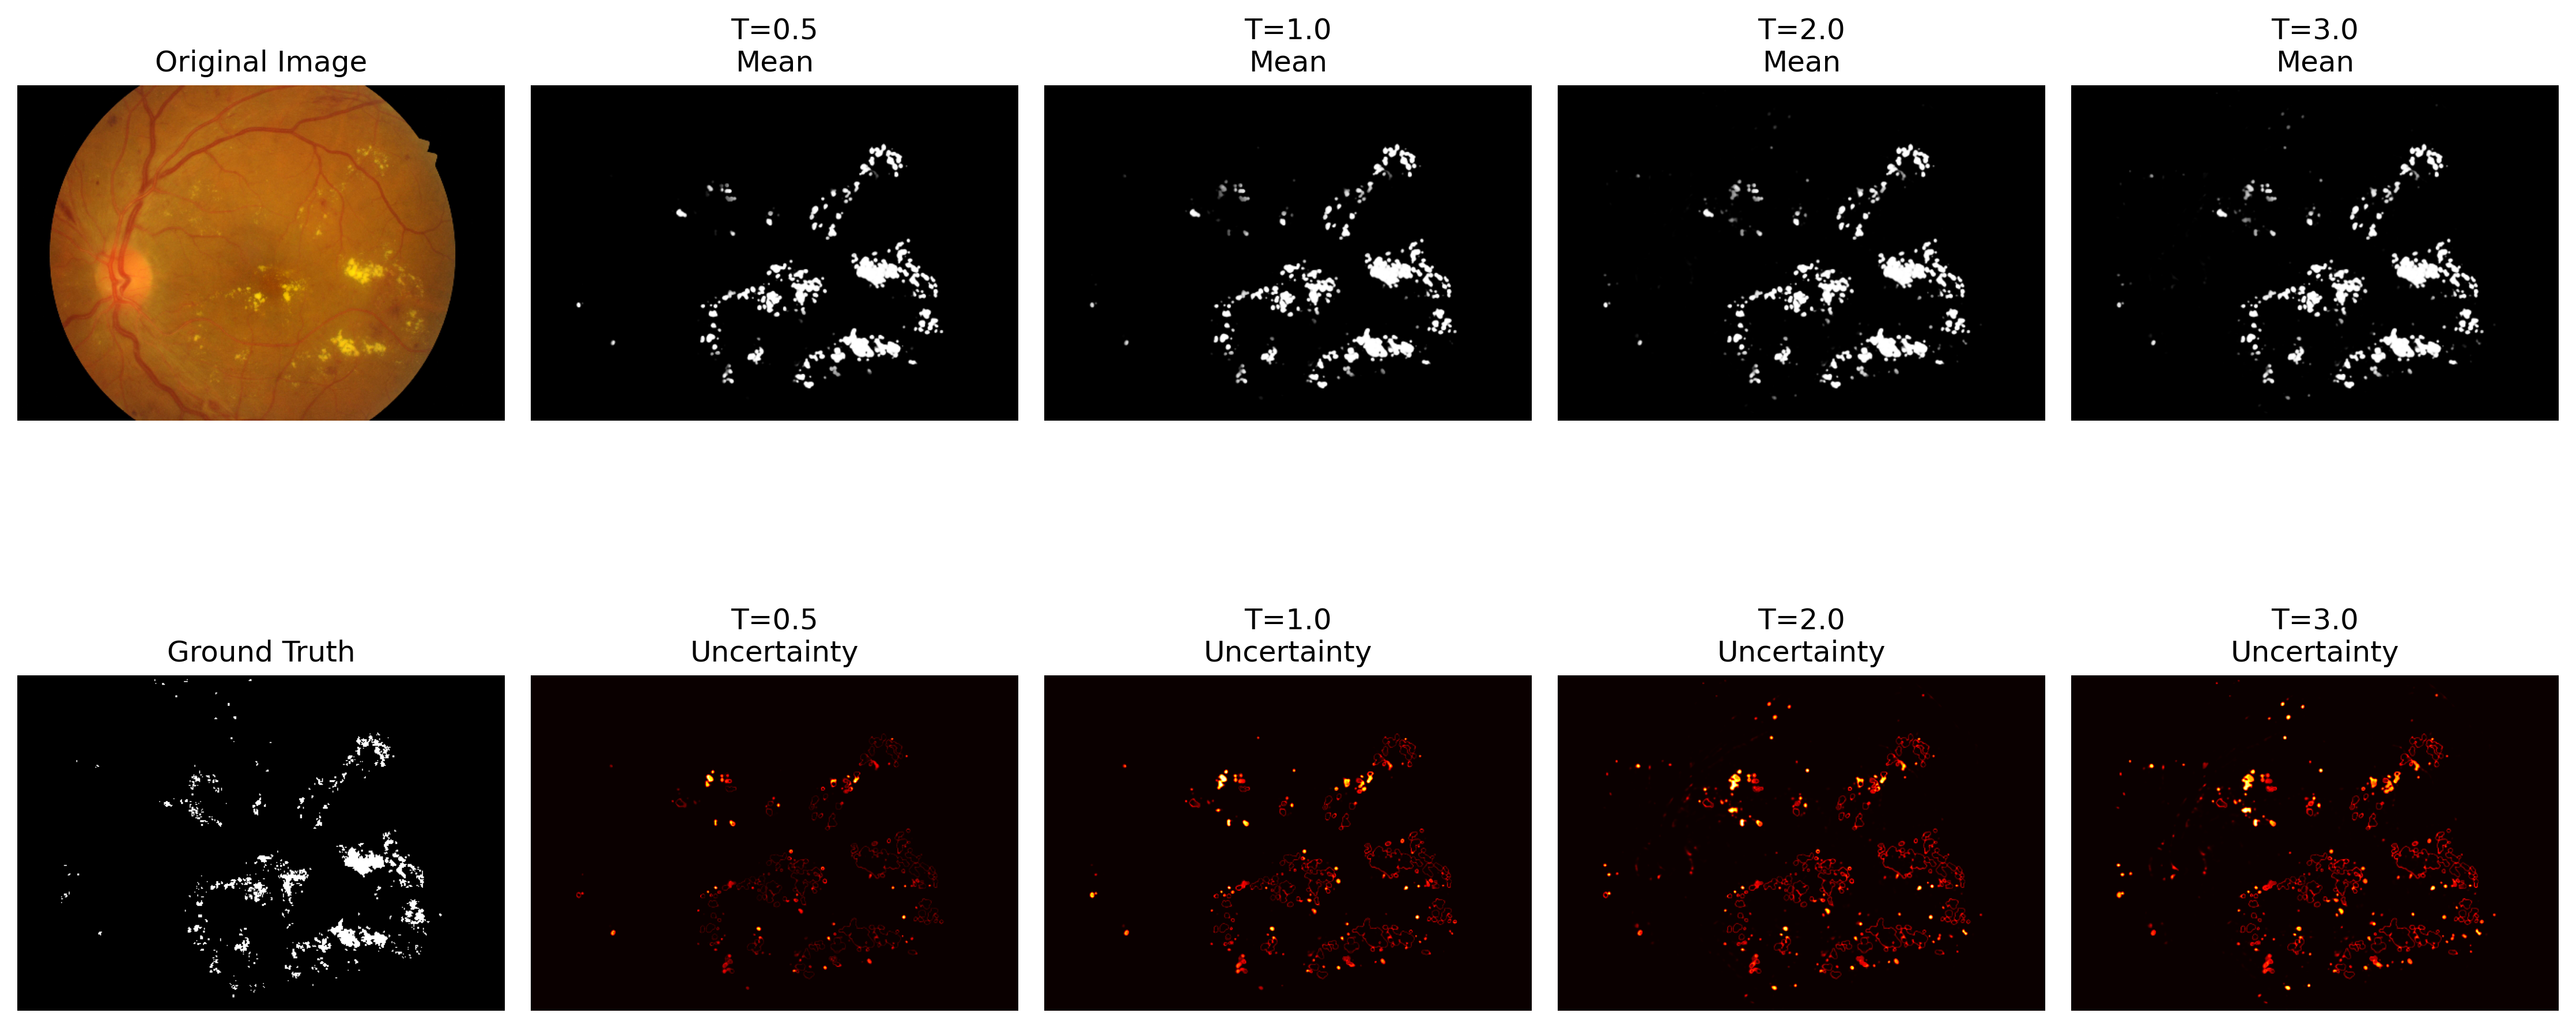 Original Image
T=0.5
Mean
T=1.0
Mean
T=2.0
Mean
T=3.0
Mean
Ground Truth
T=0.5
Uncertainty
T=1.0
Uncertainty
T=2.0
Uncertainty
T=3.0
Uncertainty